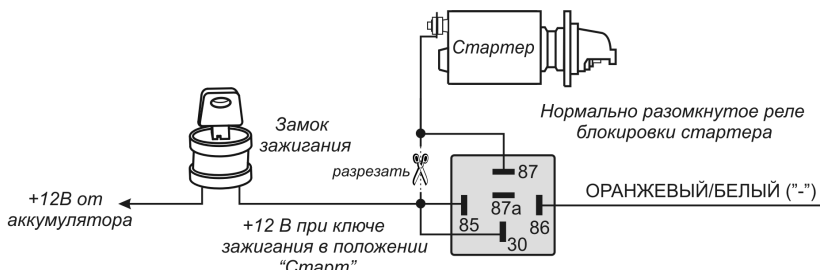 Стартер
Нормально разомкнутое реле
блокировки стартера
Замок
зажигания
разрезать
87
87а
85
86
30
ОРАНЖЕВЫЙ/БЕЛЫЙ ("-")
+12В от
аккумулятора
+12 В при ключе
зажигания в положении
"Старт"